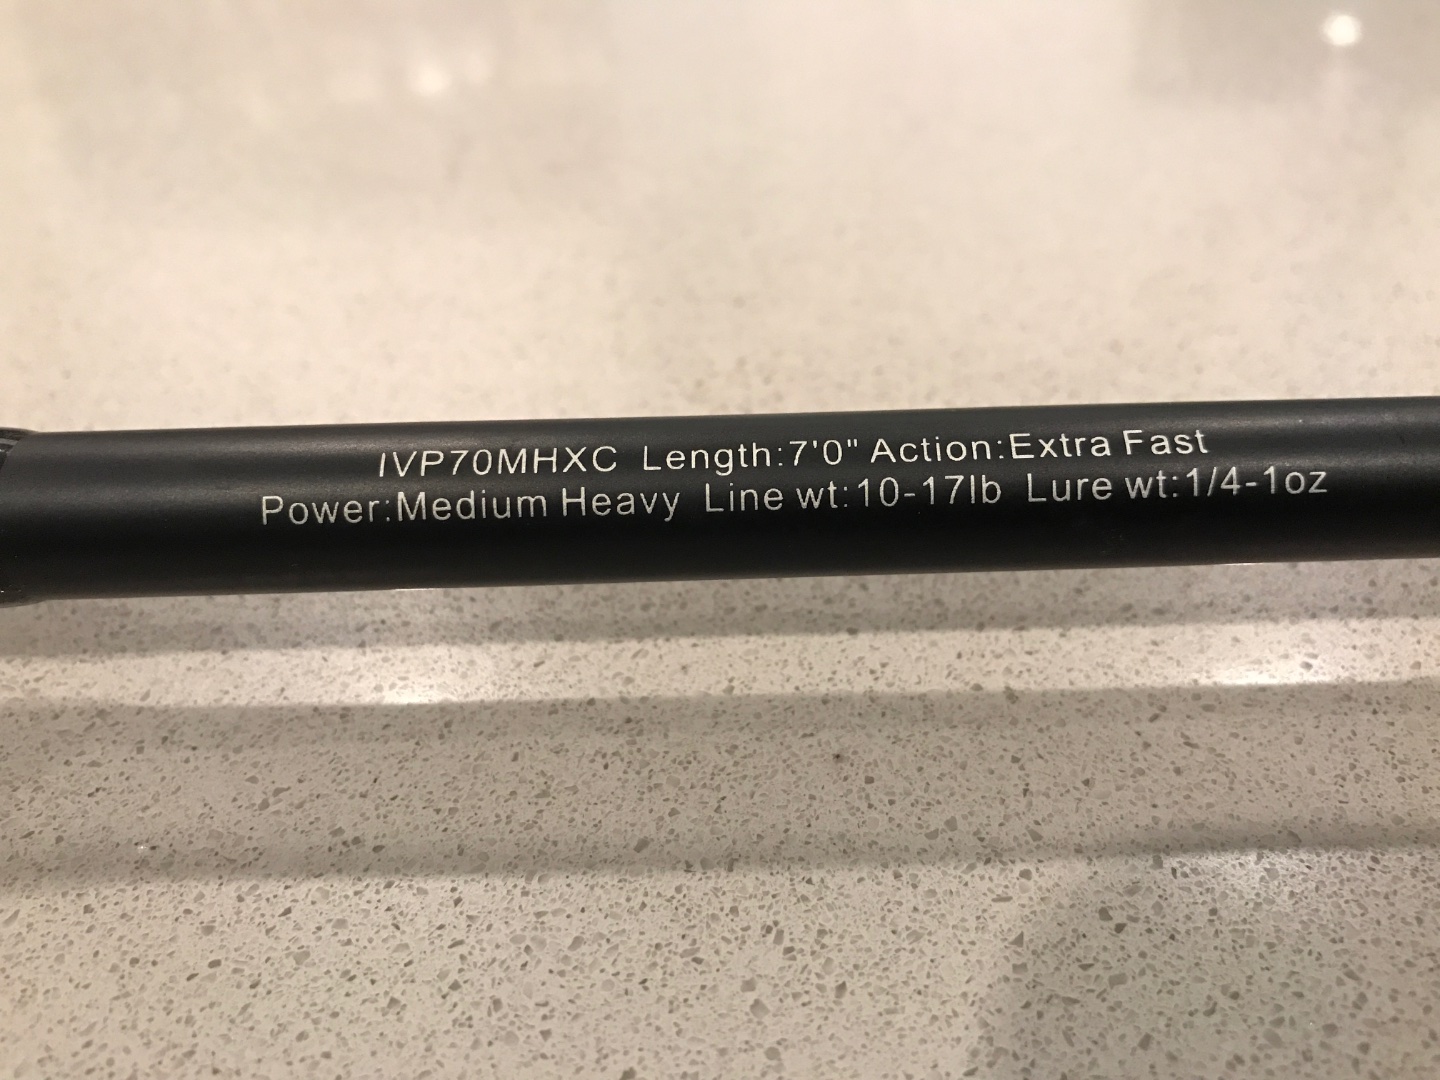 IVP70MHXC Length:7'0" Action:Extra Fast
Power:Medium Heavy Line wt:10-17lb Lure wt:1/4-1oz